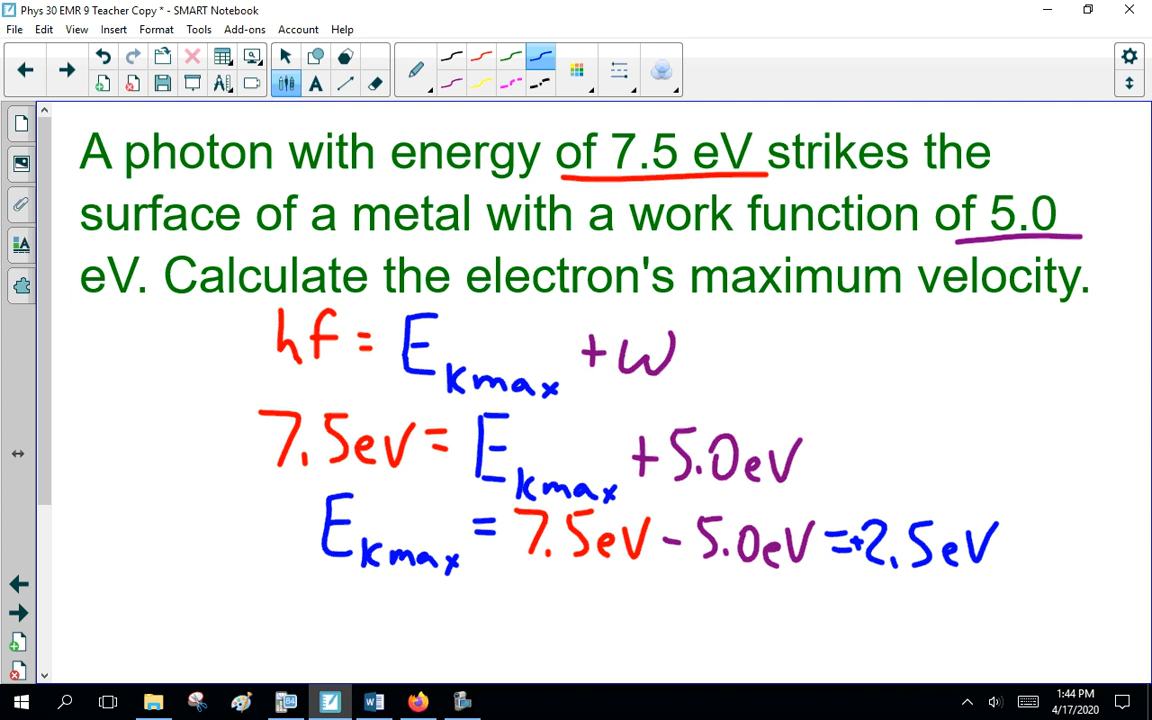 Phys 30 EMR 9 Teacher Copy * - SMART Notebook
File Edit View Insert Format Tools Add-ons Account Help
A photon with energy of 7.5 eV strikes the
surface of a metal with a work function of 5.0
eV. Calculate the electron's maximum velocity.
hf = Ekmax + W
7.5eV = Ekmax + 5.0eV
Ekmax = 7.5eV - 5.0eV = +2.5eV
1:44 PM
4/17/2020